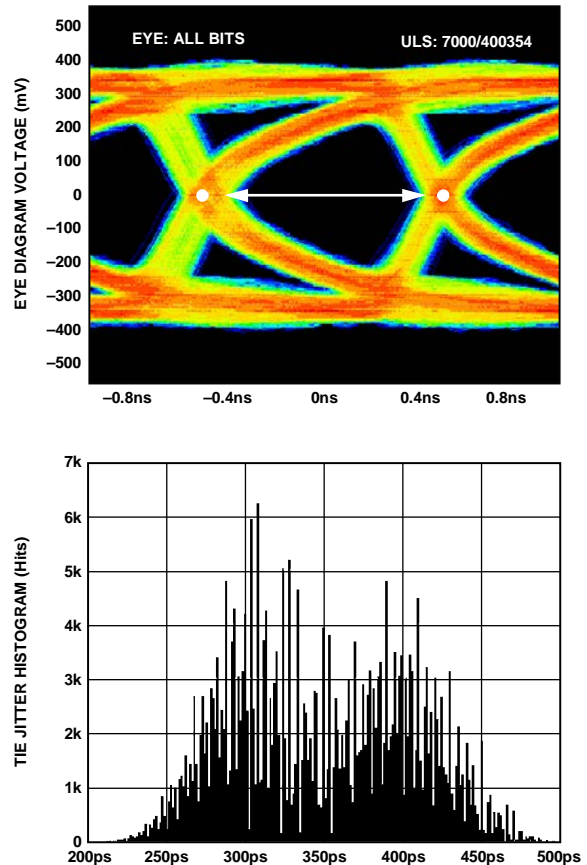 EYE DIAGRAM VOLTAGE (mV)
500
400
300
200
100
0
–100
–200
–300
–400
–500
EYE: ALL BITS
ULS: 7000/400354
–0.8ns –0.4ns 0ns 0.4ns 0.8ns
TIE JITTER HISTOGRAM (Hits)
7k
6k
5k
4k
3k
2k
1k
0
200ps 250ps 300ps 350ps 400ps 450ps 500ps